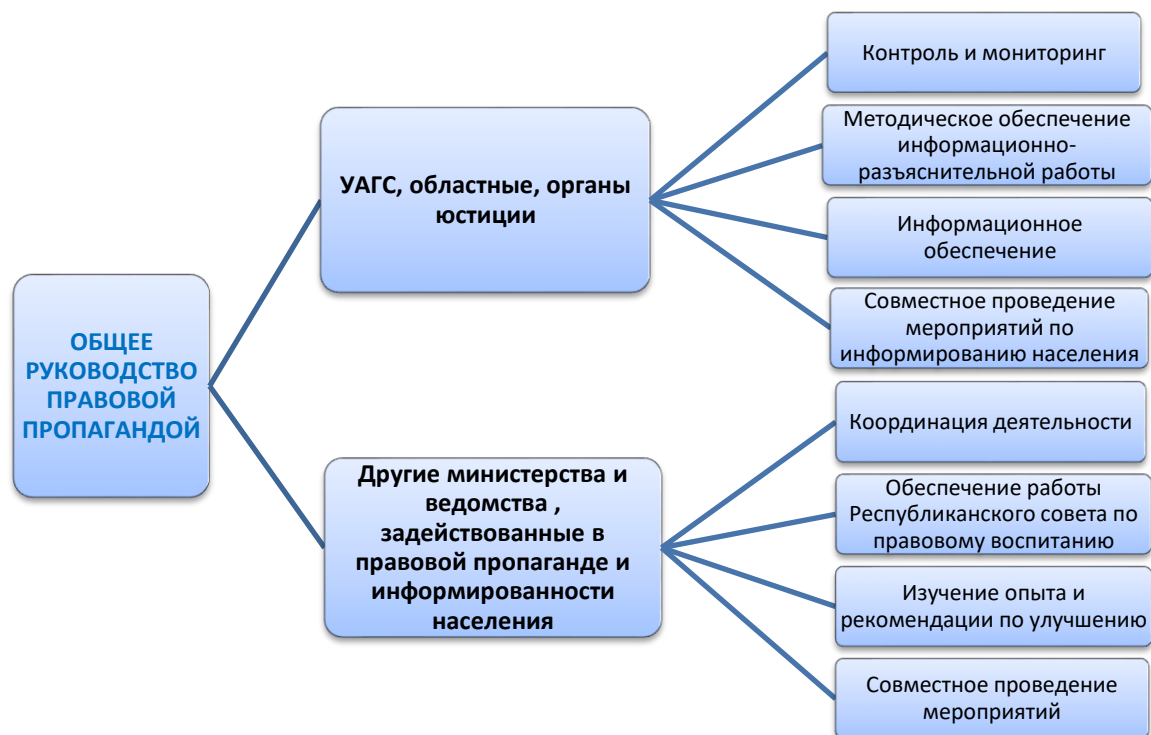 ОБЩЕЕ
РУКОВОДСТВО
ПРАВОВОЙ
ПРОПАГАНДОЙ
УАГС, областные, органы
юстиции
Контроль и мониторинг
Методическое обеспечение
информационно-
разъяснительной работы
Информационное
обеспечение
Совместное проведение
мероприятий по
информированию населения
Другие министерства и
ведомства ,
задействованные в
правовой пропаганде и
информированности
населения
Координация деятельности
Обеспечение работы
Республиканского совета по
правовому воспитанию
Изучение опыта и
рекомендации по улучшению
Совместное проведение
мероприятий